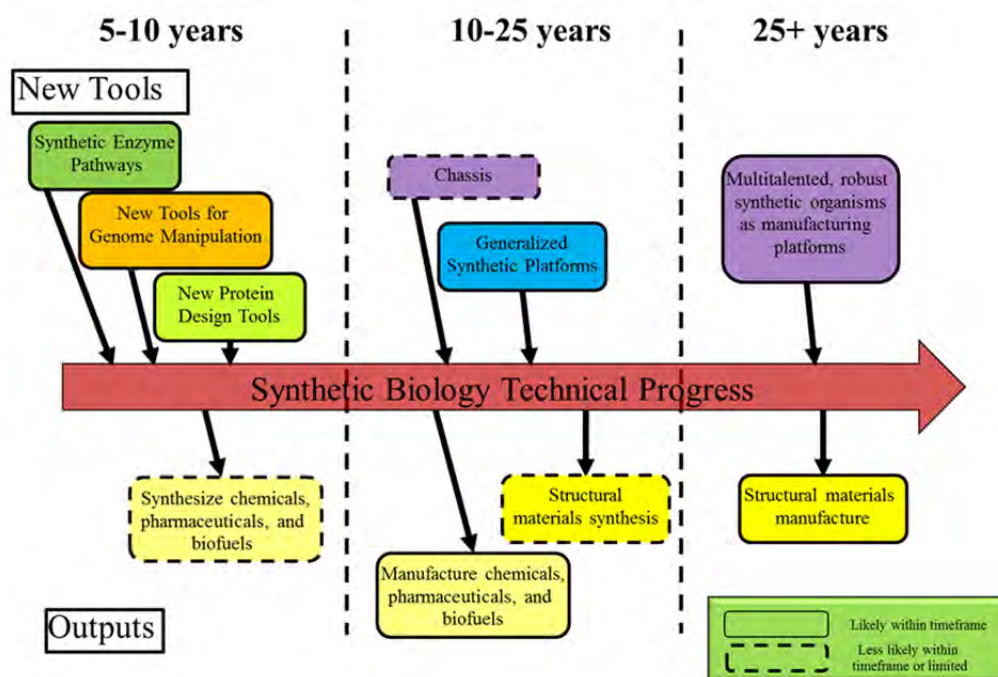 5-10 years
10-25 years
25+ years
New Tools
Synthetic Enzyme
Pathways
New Tools for
Genome Manipulation
New Protein
Design Tools
Chassis
Generalized
Synthetic Platforms
Multitalented, robust
synthetic organisms
as manufacturing
platforms
Synthetic Biology Technical Progress
Synthesize chemicals,
pharmaceuticals, and
biofuels
Structural
materials synthesis
Manufacture chemicals,
pharmaceuticals, and
biofuels
Structural materials
manufacture
Outputs
Likely within timeframe
Less likely within
timeframe or limited